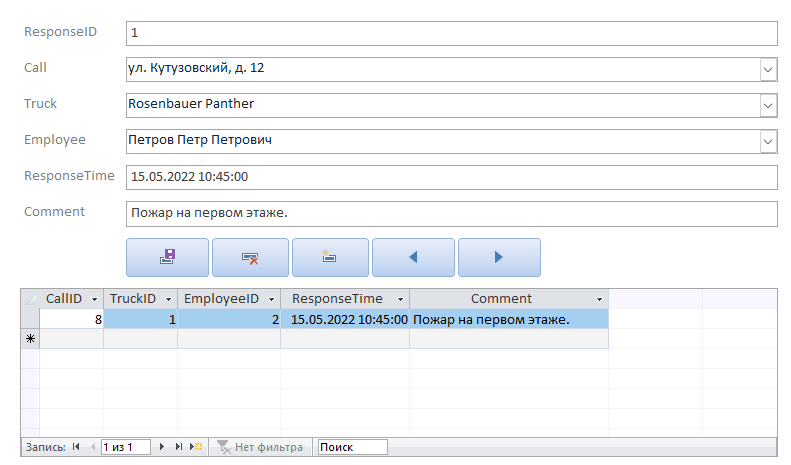 ResponseID 1
Call ул. Кутузовский, д. 12
Truck Rosenbauer Panther
Employee Петров Петр Петрович
ResponseTime 15.05.2022 10:45:00
Comment Пожар на первом этаже.
CallID TruckID EmployeeID ResponseTime Comment
8 1 2 15.05.2022 10:45:00 Пожар на первом этаже.
Запись: 1 из 1 Нет фильтра Поиск